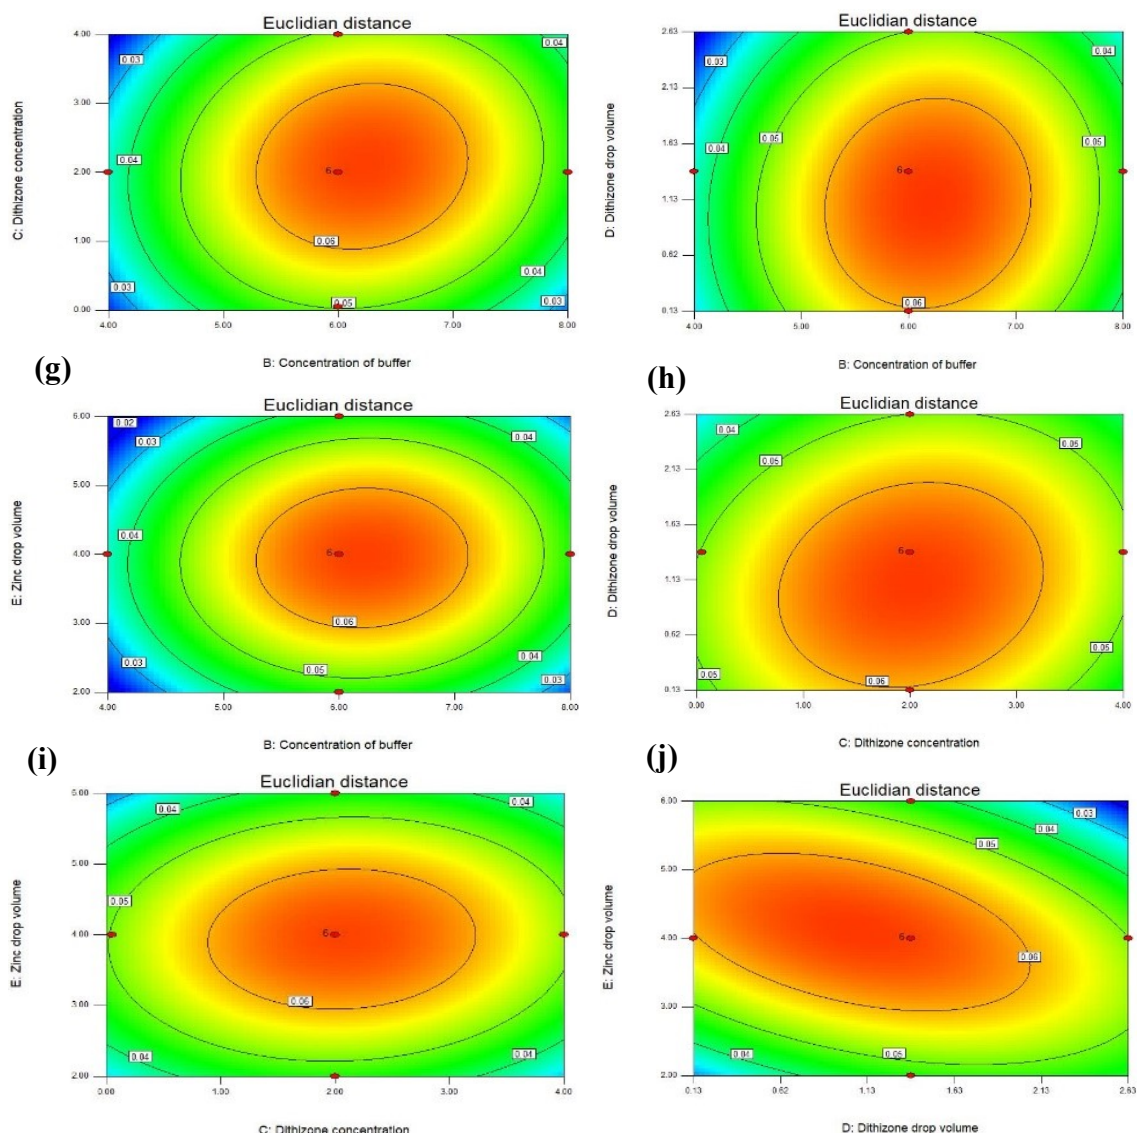 Euclidian distance
4.00
3.00
2.00
1.00
0.00
C: Dithizone concentration
0.03
0.04
0.04
6
0.06
0.04
0.03
0.05
0.03
4.00 5.00 6.00 7.00 8.00
B: Concentration of buffer
Euclidian distance
2.63
2.13
1.63
1.13
0.62
0.13
D: Dithizone drop volume
0.03
0.04
0.04
0.05
0.05
6
0.06
4.00 5.00 6.00 7.00 8.00
B: Concentration of buffer
(g)
Euclidian distance
6.00
5.00
4.00
3.00
2.00
E: Zinc drop volume
0.02
0.03
0.04
0.04
6
0.06
0.05
0.04
0.03
0.03
4.00 5.00 6.00 7.00 8.00
B: Concentration of buffer
(h)
Euclidian distance
2.63
2.13
1.63
1.13
0.62
0.13
D: Dithizone drop volume
0.04
0.05
0.05
6
0.05
0.05
0.06
0.00 1.00 2.00 3.00 4.00
C: Dithizone concentration
(i)
Euclidian distance
6.00
5.00
4.00
3.00
2.00
E: Zinc drop volume
0.04
0.04
0.05
6
0.06
0.04
0.04
0.00 1.00 2.00 3.00 4.00
C: Dithizone concentration
(j)
Euclidian distance
6.00
5.00
4.00
3.00
2.00
E: Zinc drop volume
0.03
0.04
0.05
6
0.06
0.04
0.05
0.13 0.62 1.13 1.63 2.13 2.63
D: Dithizone drop volume